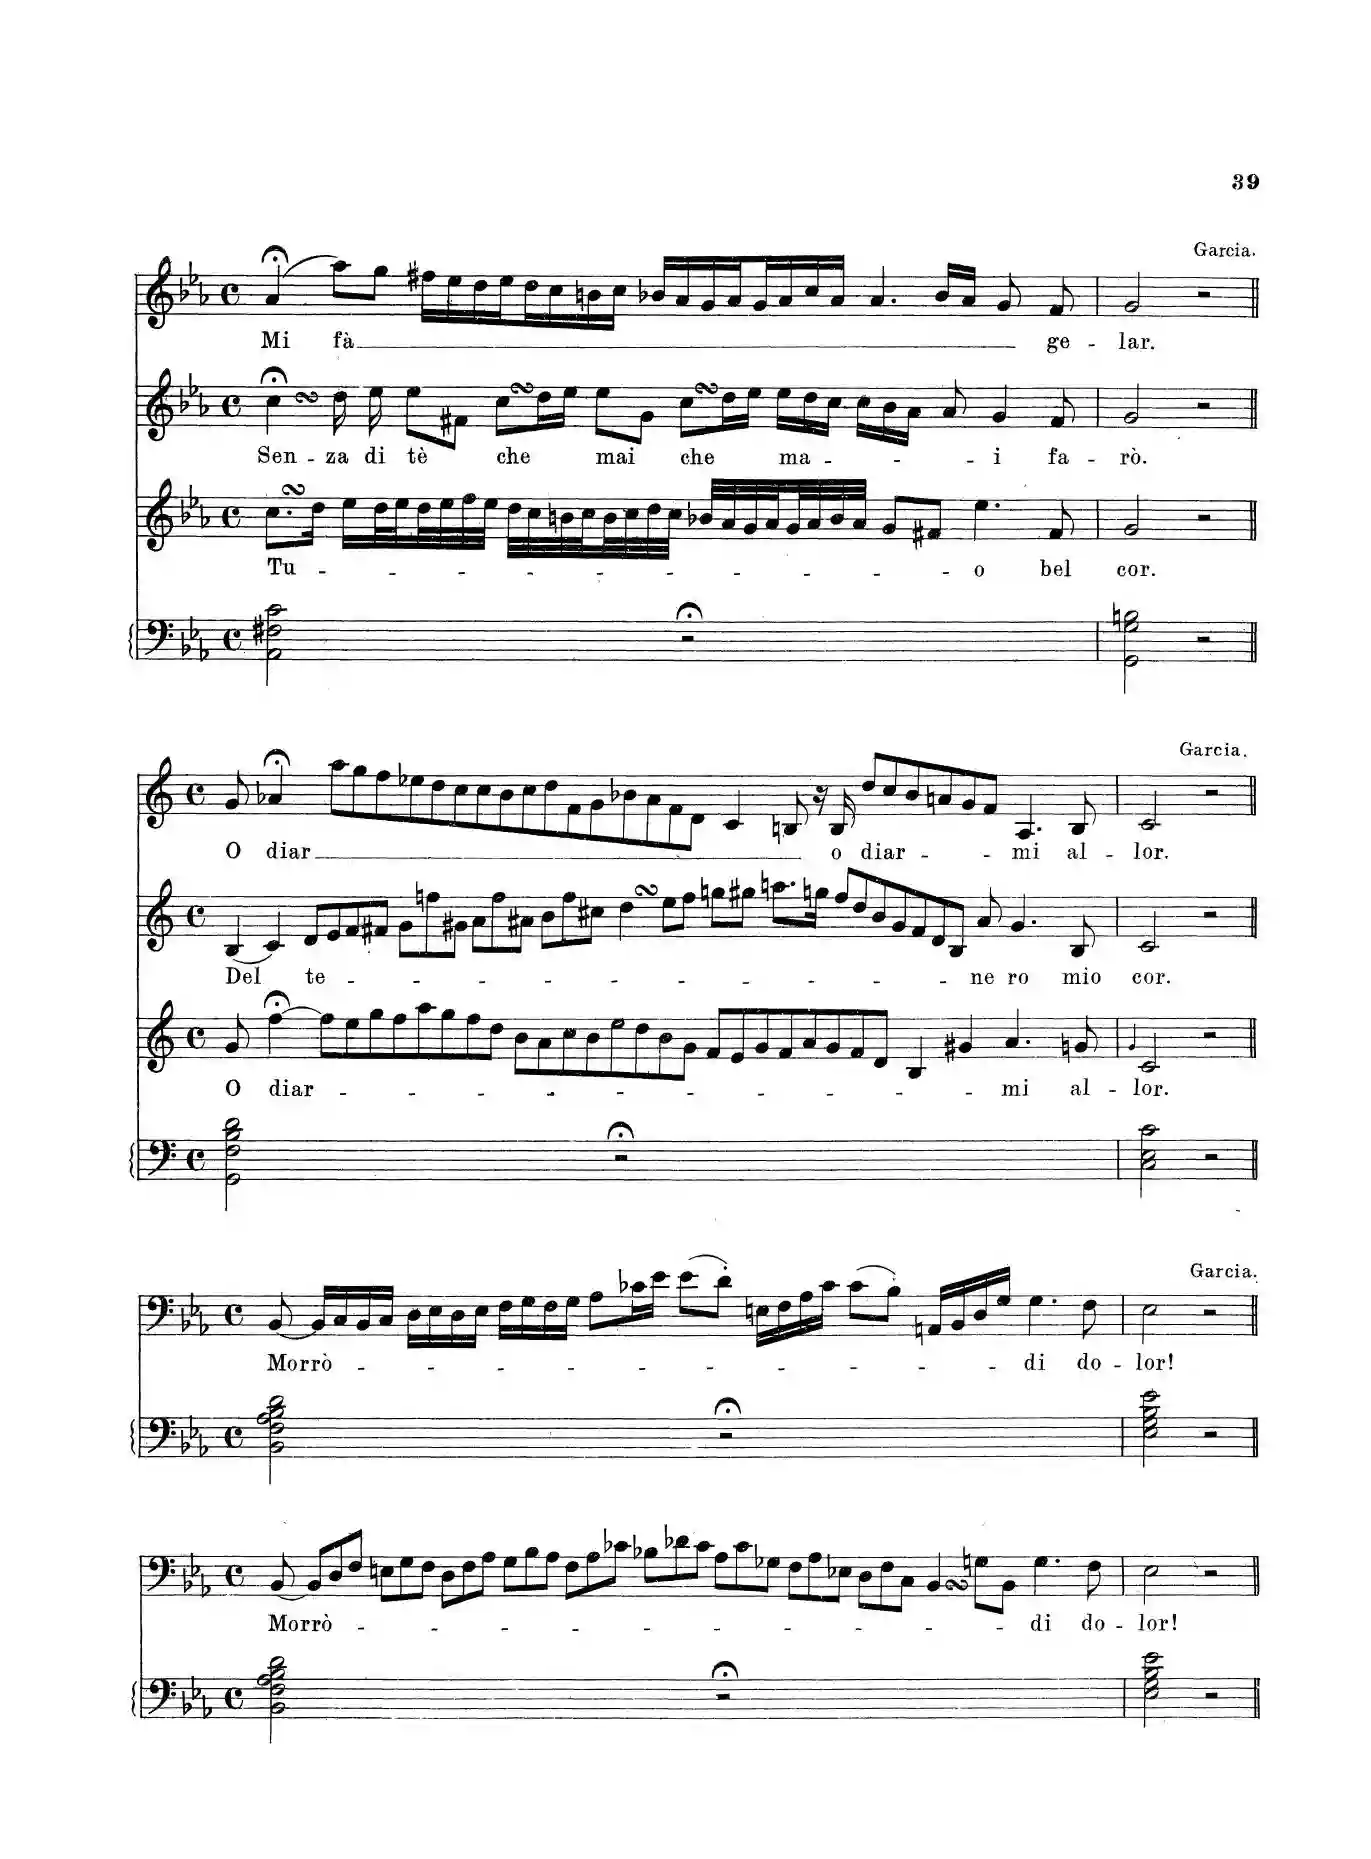 39
Garcia.
Mi fà ge - lar.
Sen - za di tè che mai che ma - - - i fa - rò.
Tu - - - - - - - - - - - - - o bel cor.
Garcia.
O diar o diar - - mi al - lor.
Del te - - - - - - - - - ne ro mio cor.
O diar - - - - - - - - - - mi al - lor.
Garcia.
Morrò - - - - - - - - - - di do - lor!
Morrò - - - - - - - - - - di do - lor!